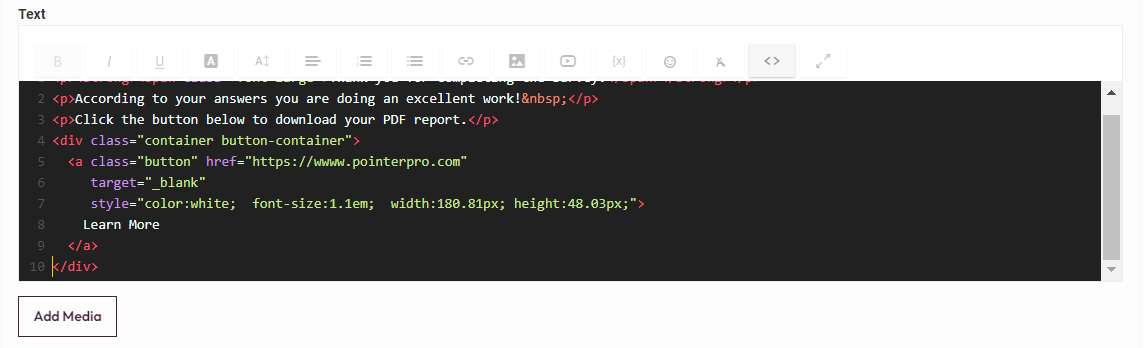 Text
B I U A A {x} A <>
2 <p>According to your answers you are doing an excellent work!&nbsp;</p>
3 <p>Click the button below to download your PDF report.</p>
4 <div class="container button-container">
5 <a class="button" href="https://wwww.pointerpro.com"
6 target="_blank"
7 style="color:white;  font-size:1.1em;  width:180.81px; height:48.03px;">
8 Learn More
9 </a>
10 </div>
Add Media